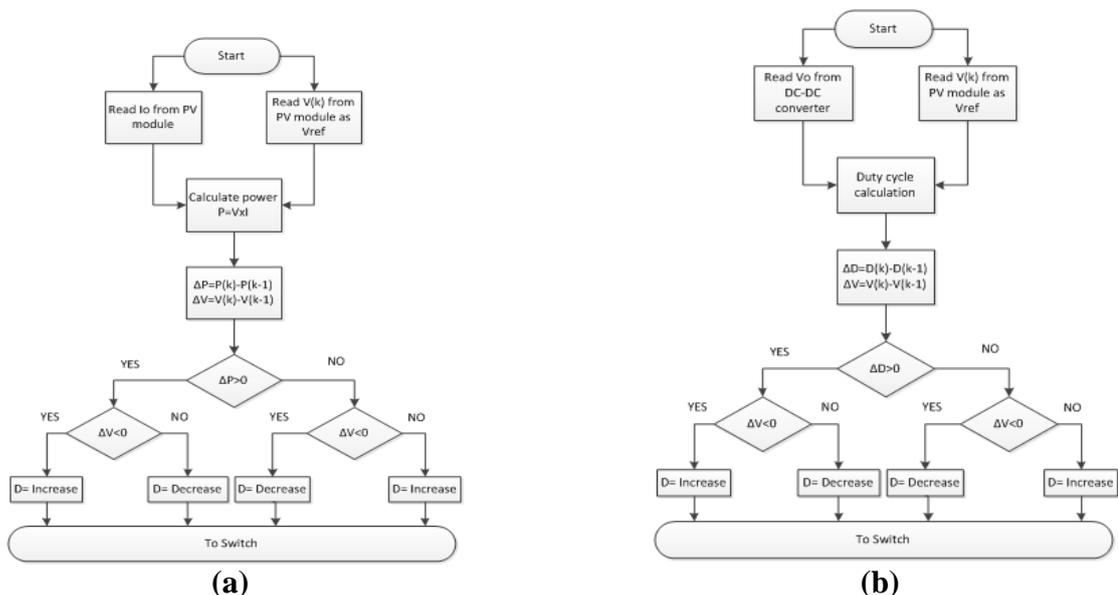 Start
Read Io from PV
module
Read V(k) from
PV module as
Vref
Calculate power
P=VxI
ΔP=P(k)-P(k-1)
ΔV=V(k)-V(k-1)
YES
NO
ΔP>0
YES
NO
YES
NO
ΔV<0
ΔV<0
D= Increase
D= Decrease
D= Decrease
D= Increase
To Switch
(a)
Start
Read Vo from
DC-DC
converter
Read V(k) from
PV module as
Vref
Duty cycle
calculation
ΔD=D(k)-D(k-1)
ΔV=V(k)-V(k-1)
YES
NO
ΔD>0
YES
NO
YES
NO
ΔV<0
ΔV<0
D= Increase
D= Decrease
D= Decrease
D= Increase
To Switch
(b)